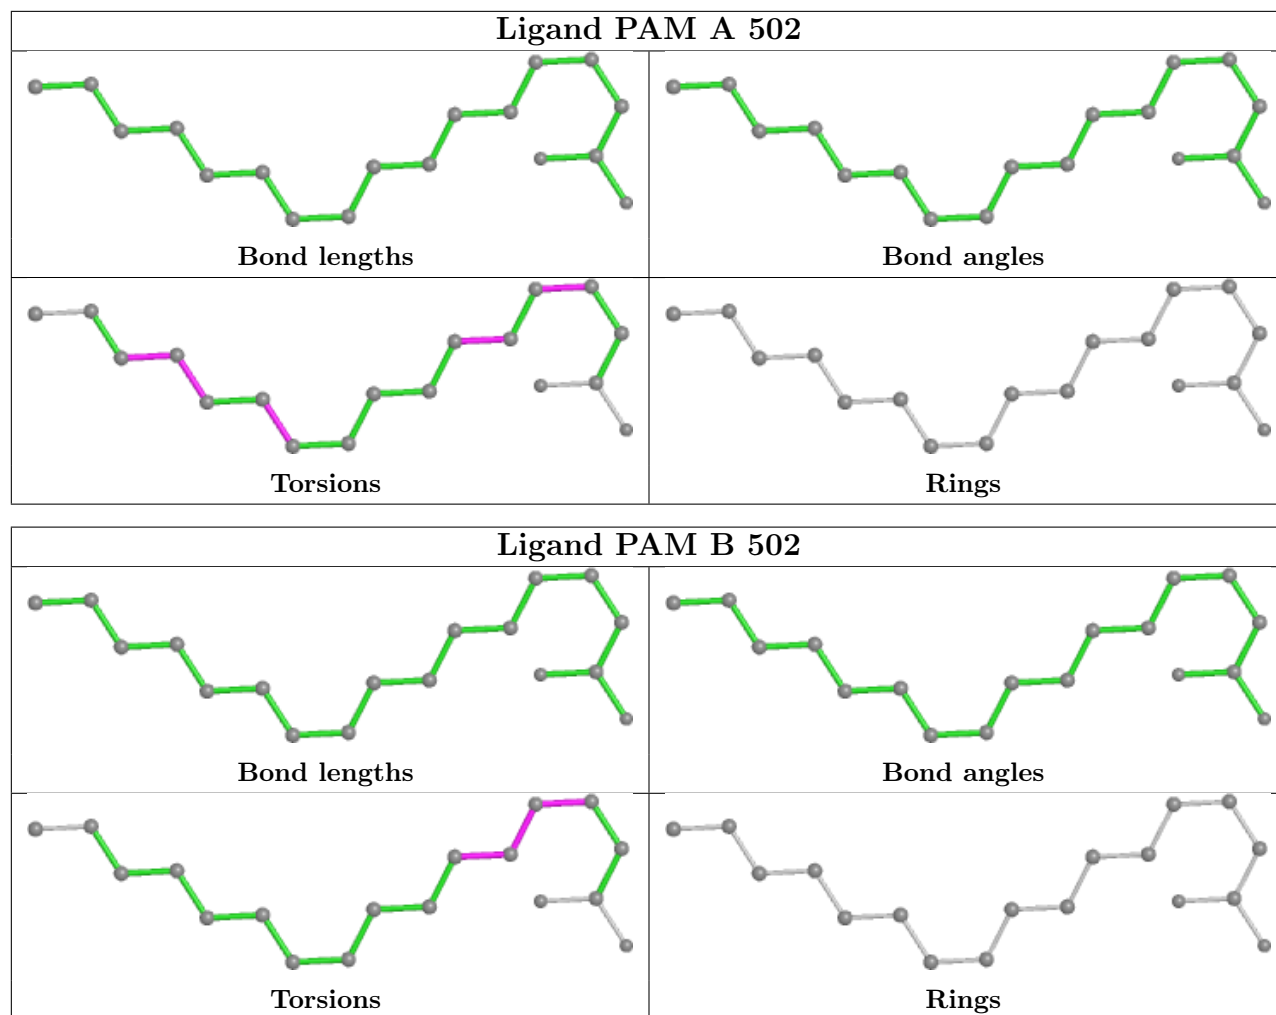 Ligand PAM A 502
Bond lengths
Bond angles
Torsions
Rings
Ligand PAM B 502
Bond lengths
Bond angles
Torsions
Rings